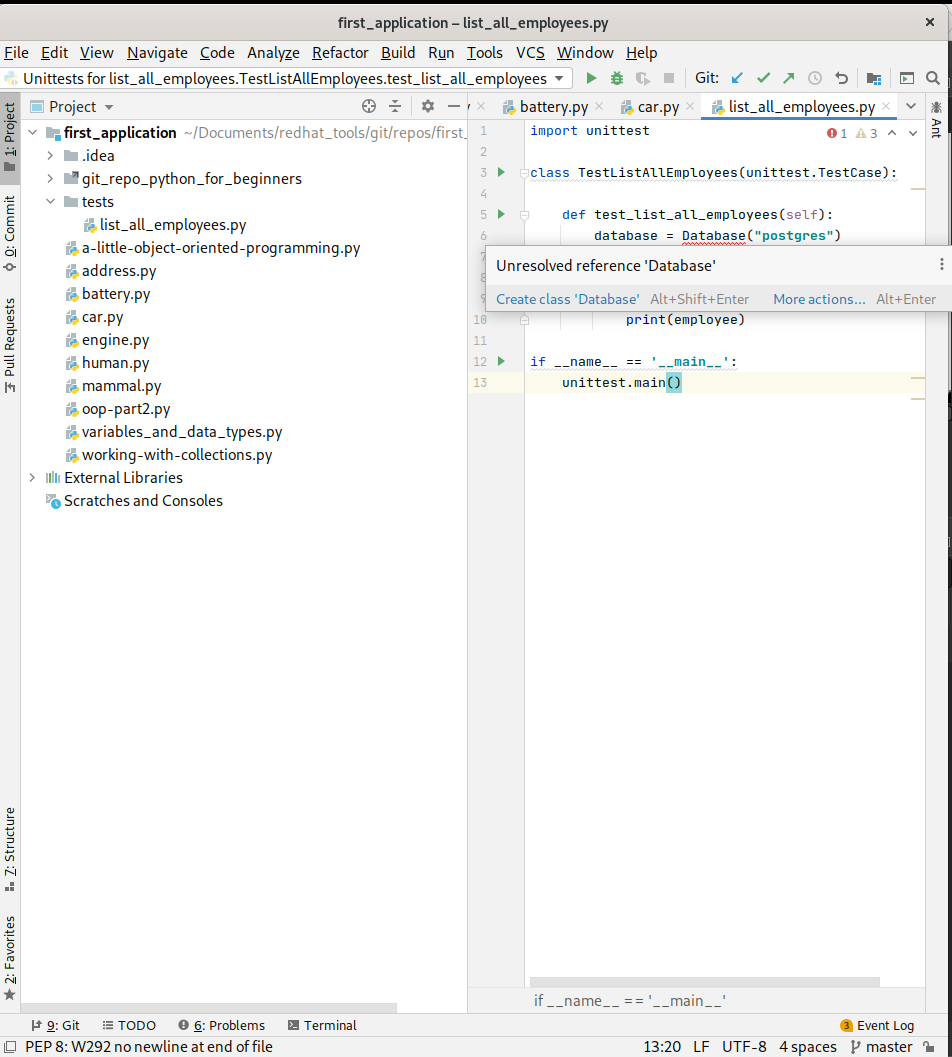 first_application – list_all_employees.py
File Edit View Navigate Code Analyze Refactor Build Run Tools VCS Window Help
Unittests for list_all_employees.TestListAllEmployees.test_list_all_employees Git:
1: Project
0: Commit
Pull Requests
7: Structure
2: Favorites
Project
first_application ~/Documents/redhat_tools/git/repos/first_
.idea
git_repo_python_for_beginners
tests
list_all_employees.py
a-little-object-oriented-programming.py
address.py
battery.py
car.py
engine.py
human.py
mammal.py
oop-part2.py
variables_and_data_types.py
working-with-collections.py
External Libraries
Scratches and Consoles
battery.py car.py list_all_employees.py
1 import unittest 1 3
2
3 class TestListAllEmployees(unittest.TestCase):
4
5 def test_list_all_employees(self):
6 database = Database("postgres")
7
8
9
Unresolved reference 'Database'
Create class 'Database' Alt+Shift+Enter More actions... Alt+Enter
10 print(employee)
11
12 if __name__ == '__main__':
13 unittest.main()
if __name__ == '__main__'
Ant
9: Git TODO 6: Problems Terminal 3 Event Log
PEP 8: W292 no newline at end of file 13:20 LF UTF-8 4 spaces master